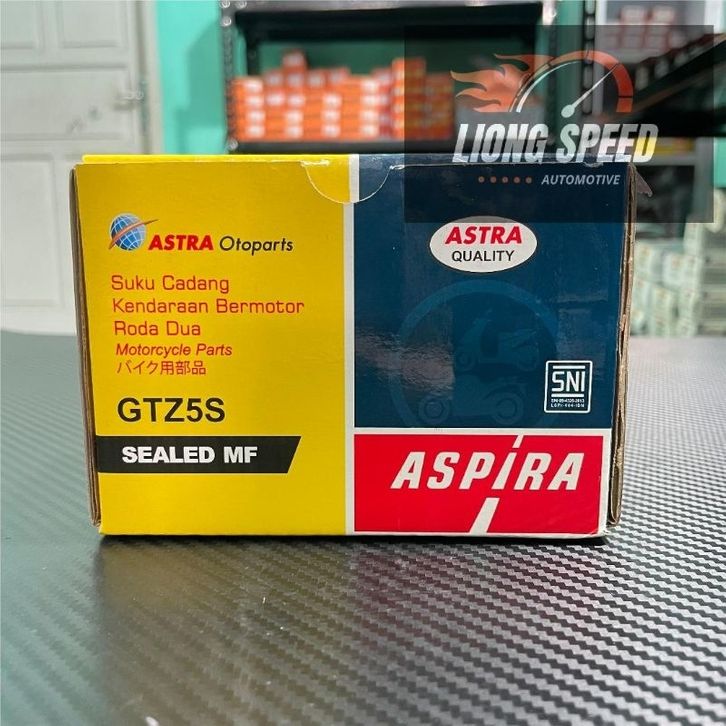 LIONG SPEED
AUTOMOTIVE
ASTRA Otoparts
Suku Cadang
Kendaraan Bermotor
Roda Dua
Motorcycle Parts
バイク用部品
GTZ5S
SEALED MF
ASTRA
QUALITY
SNI
ASPIRA